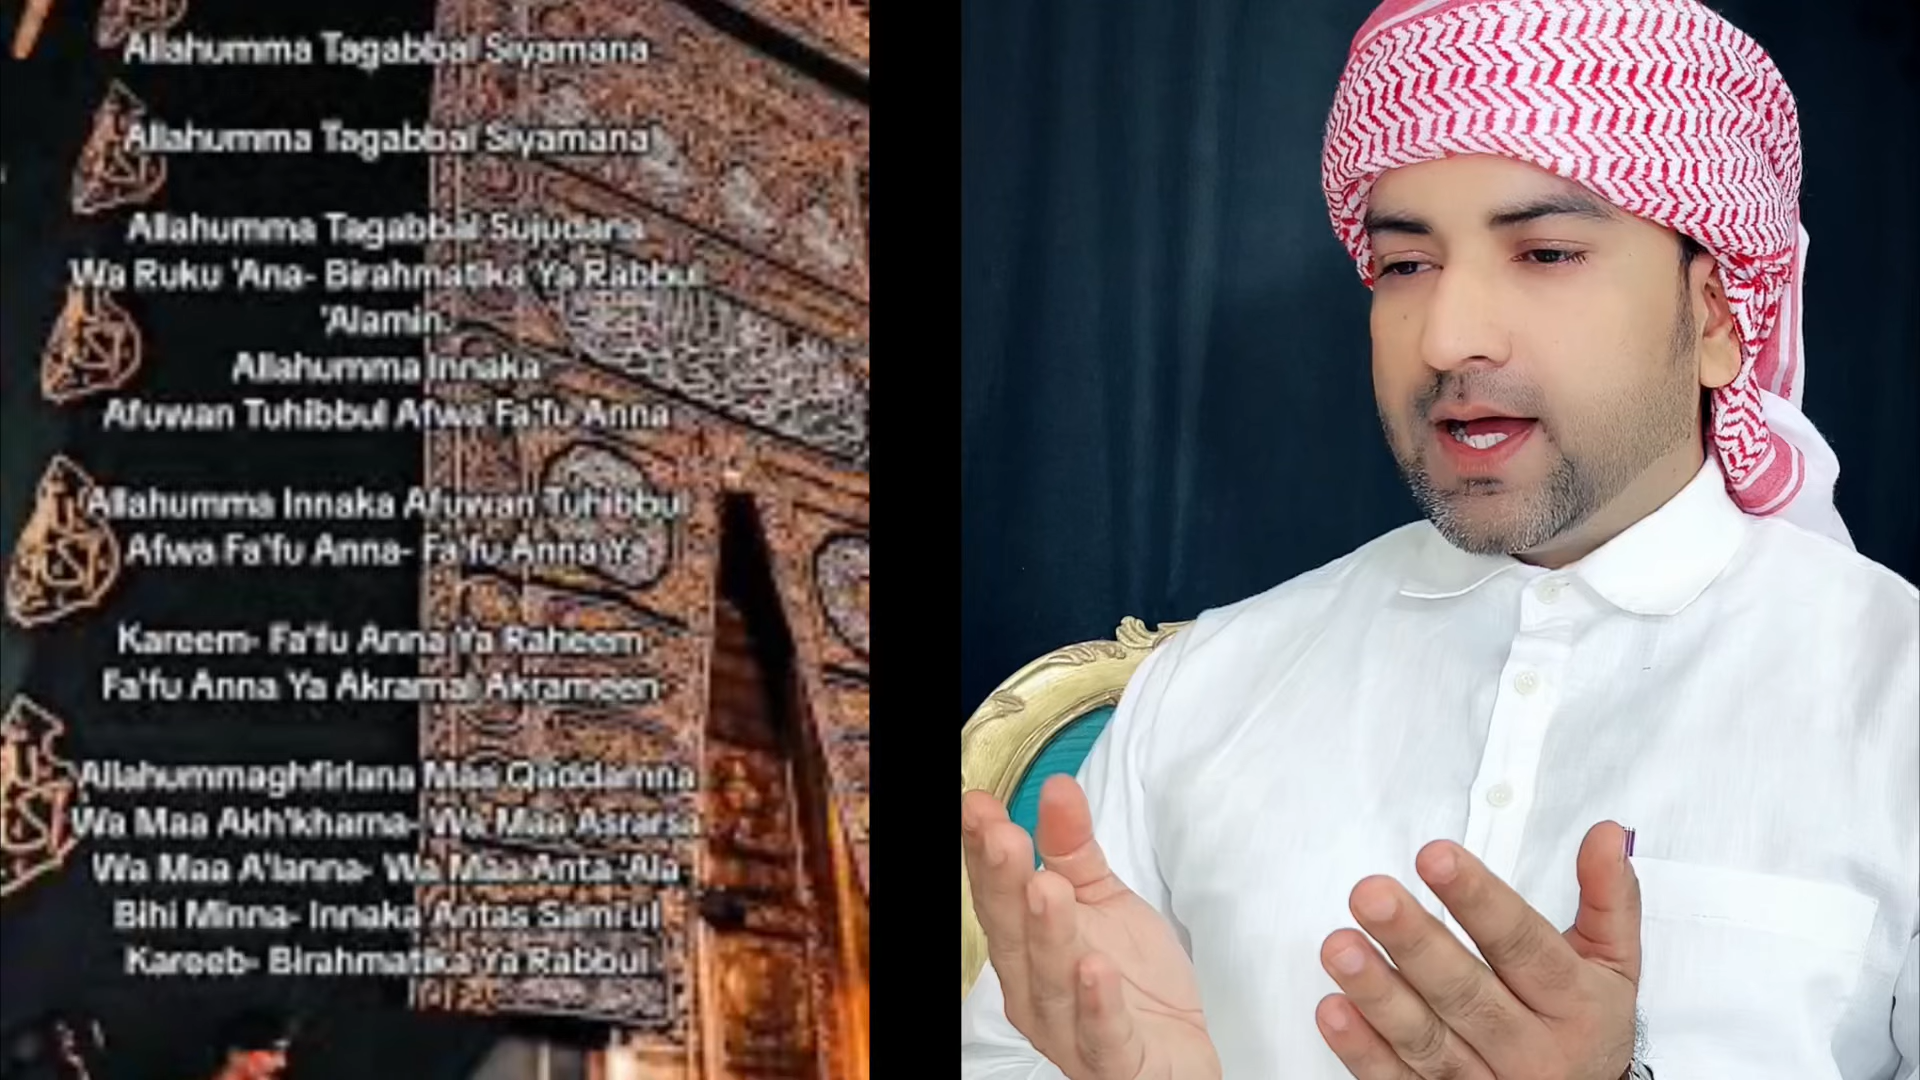 Allahumma Tagabbal Siyamana
Allahumma Tagabbal Siyamana
Allahumma Tagabbal Sujudana
Wa Ruku 'Ana- Birahmatika Ya Rabbul
'Alamin.
Allahumma Innaka
Afuwan Tuhibbul Afwa Fa'fu Anna
Allahumma Innaka Afuwan Tuhibbul
Afwa Fa'fu Anna- Fa'fu Anna Ya
Kareem- Fa'fu Anna Ya Raheem
Fa'fu Anna Ya Akramal Akrameen
Allahummaghfirlana Maa Qaddamna
Wa Maa Akh'kharna- Wa Maa Asrarsa
Wa Maa A'lanna- Wa Maa Anta 'Ala
Bihi Minna- Innaka Antas Sami'ul
Kareeb- Birahmatika Ya Rabbul